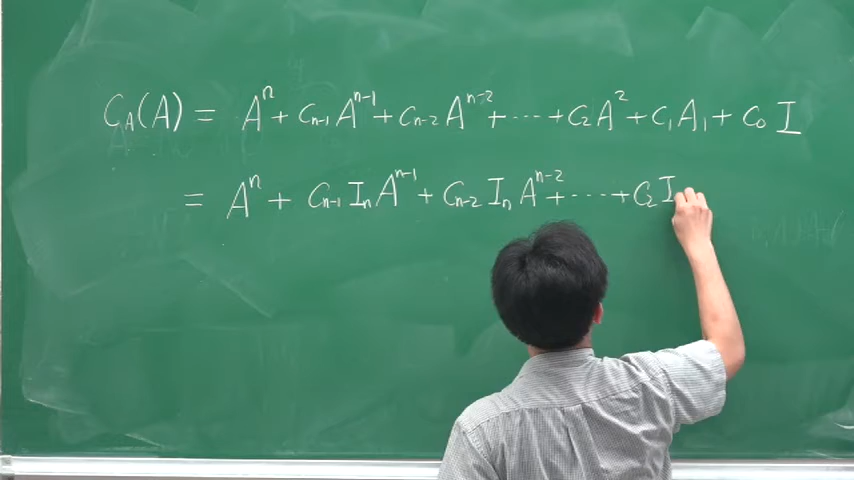 C_A(A) = A^n + c_{n-1} A^{n-1} + c_{n-2} A^{n-2} + ⋯ + c_2 A^2 + c_1 A_1 + c_0 I
= A^n + c_{n-1} I_n A^{n-1} + c_{n-2} I_n A^{n-2} + ⋯ + c_2 I